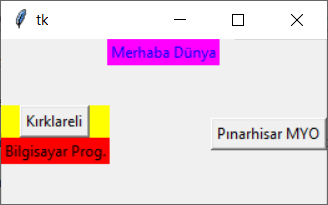 tk
Merhaba Dünya
Kırklareli
Pınarhisar MYO
Bilgisayar Prog.